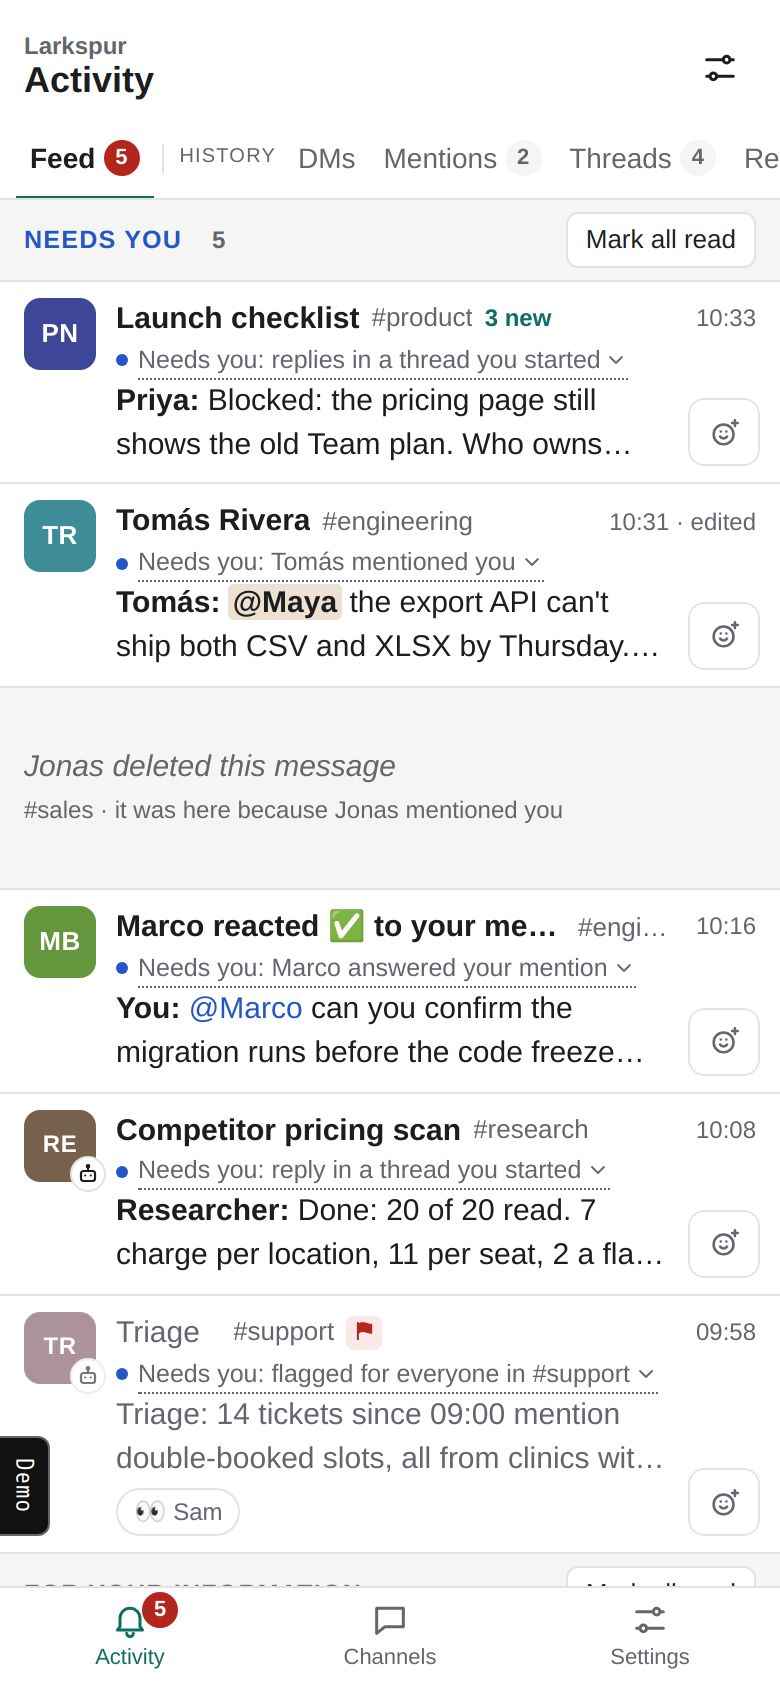 Larkspur
Activity
Feed 5 HISTORY DMs Mentions 2 Threads 4 Re
NEEDS YOU 5 Mark all read
PN Launch checklist #product 3 new 10:33
Needs you: replies in a thread you started
Priya: Blocked: the pricing page still
shows the old Team plan. Who owns…
TR Tomás Rivera #engineering 10:31 · edited
Needs you: Tomás mentioned you
Tomás: @Maya the export API can't
ship both CSV and XLSX by Thursday.…
Jonas deleted this message
#sales · it was here because Jonas mentioned you
MB Marco reacted ✅ to your me… #engi… 10:16
Needs you: Marco answered your mention
You: @Marco can you confirm the
migration runs before the code freeze…
RE Competitor pricing scan #research 10:08
Needs you: reply in a thread you started
Researcher: Done: 20 of 20 read. 7
charge per location, 11 per seat, 2 a fla…
TR Triage #support 09:58
Needs you: flagged for everyone in #support
Triage: 14 tickets since 09:00 mention
double-booked slots, all from clinics wit…
👀 Sam
Demo
5
Activity Channels Settings